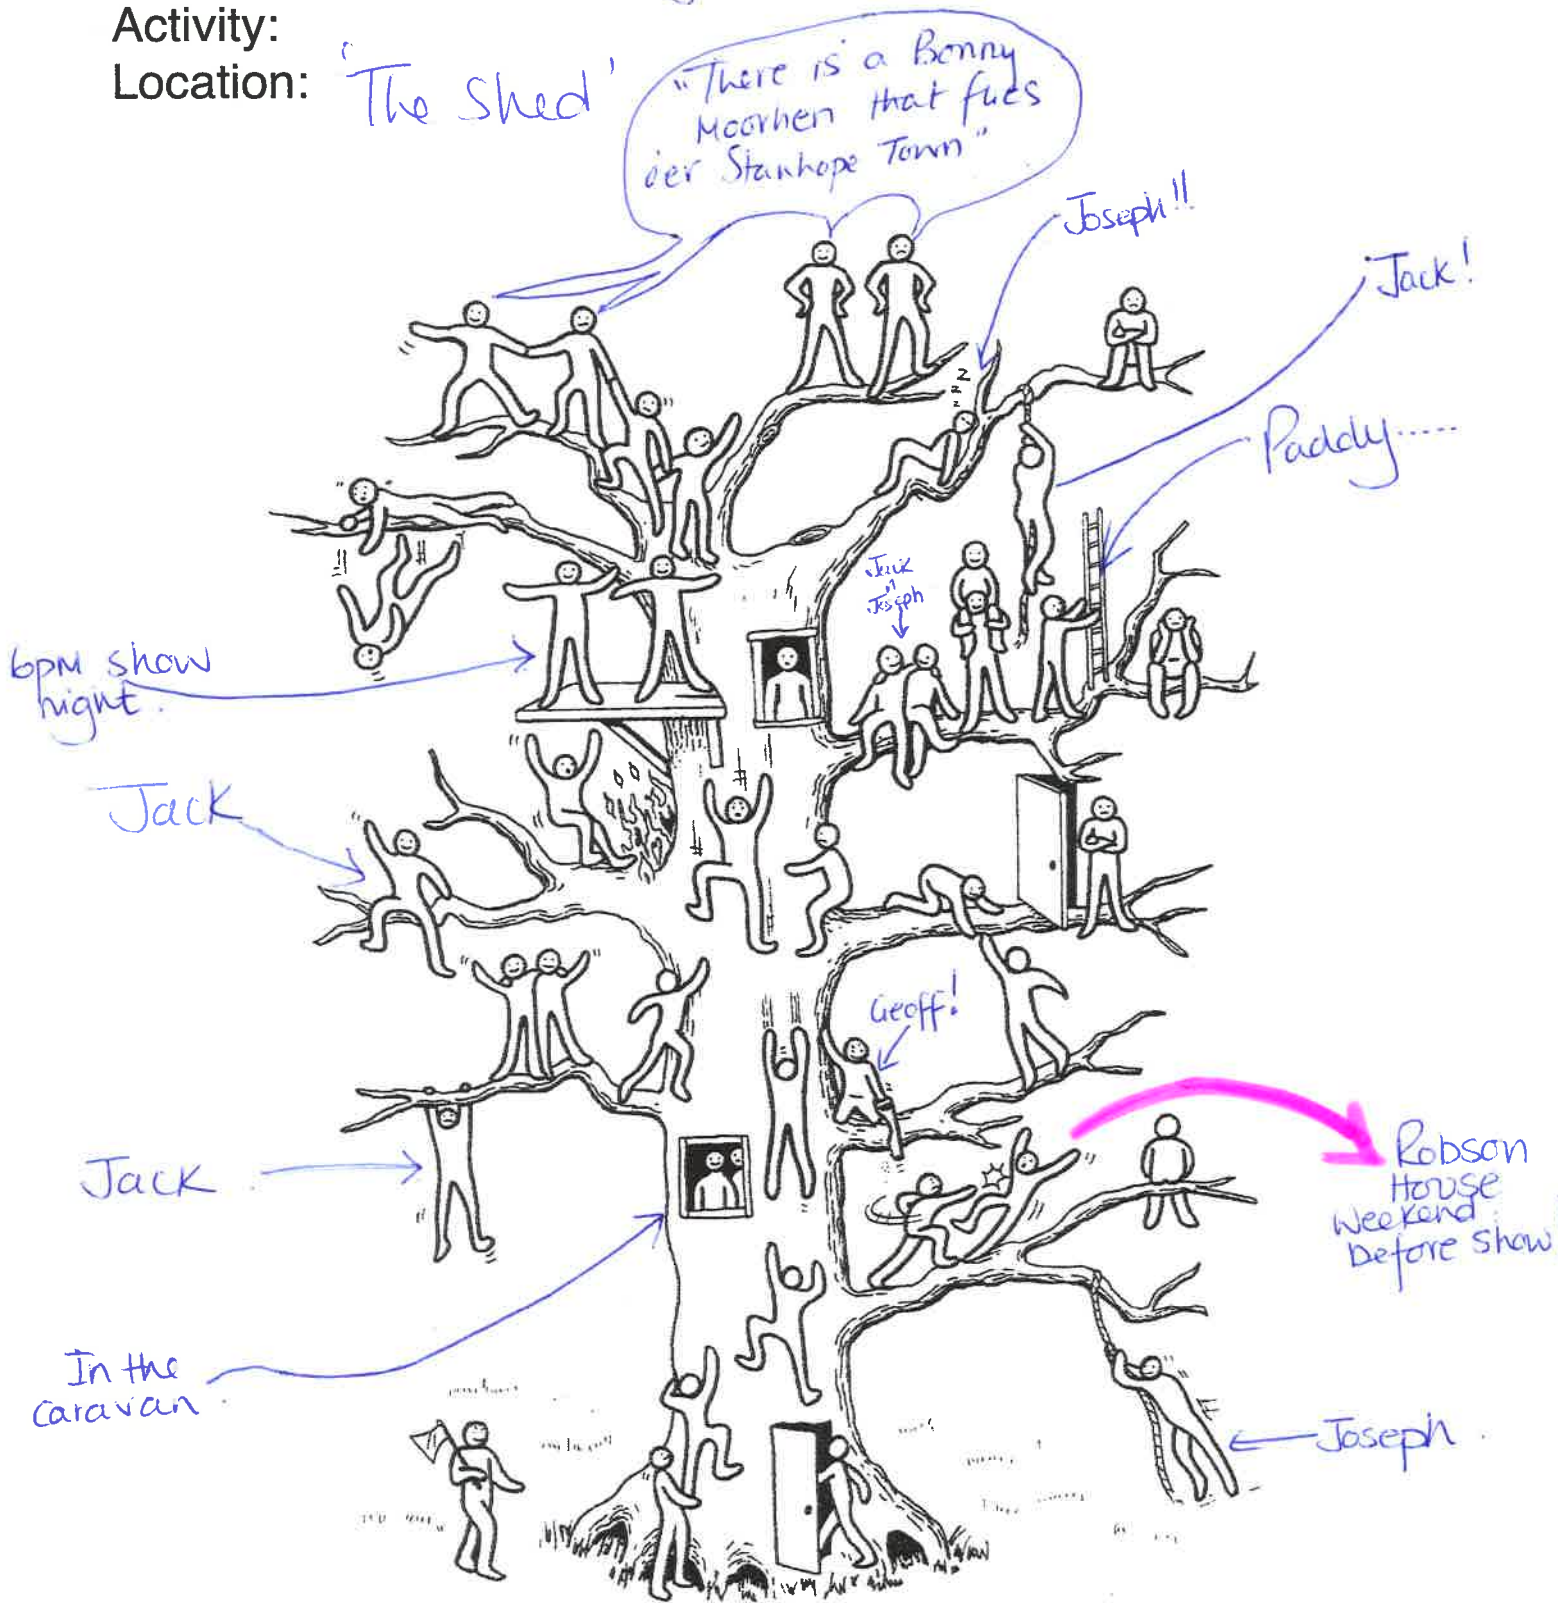 Activity:
Location: 'The Shed'
"There is a Bonny
Moorhen that flies
o'er Stanhope Town"
Joseph!!
Jack!
Paddy.....
z
z
z
Jack
n
Joseph
6pm show
night.
Jack
Geoff!
Jack.
Robson
House
Weekend
Before Show
In the
caravan.
Joseph.